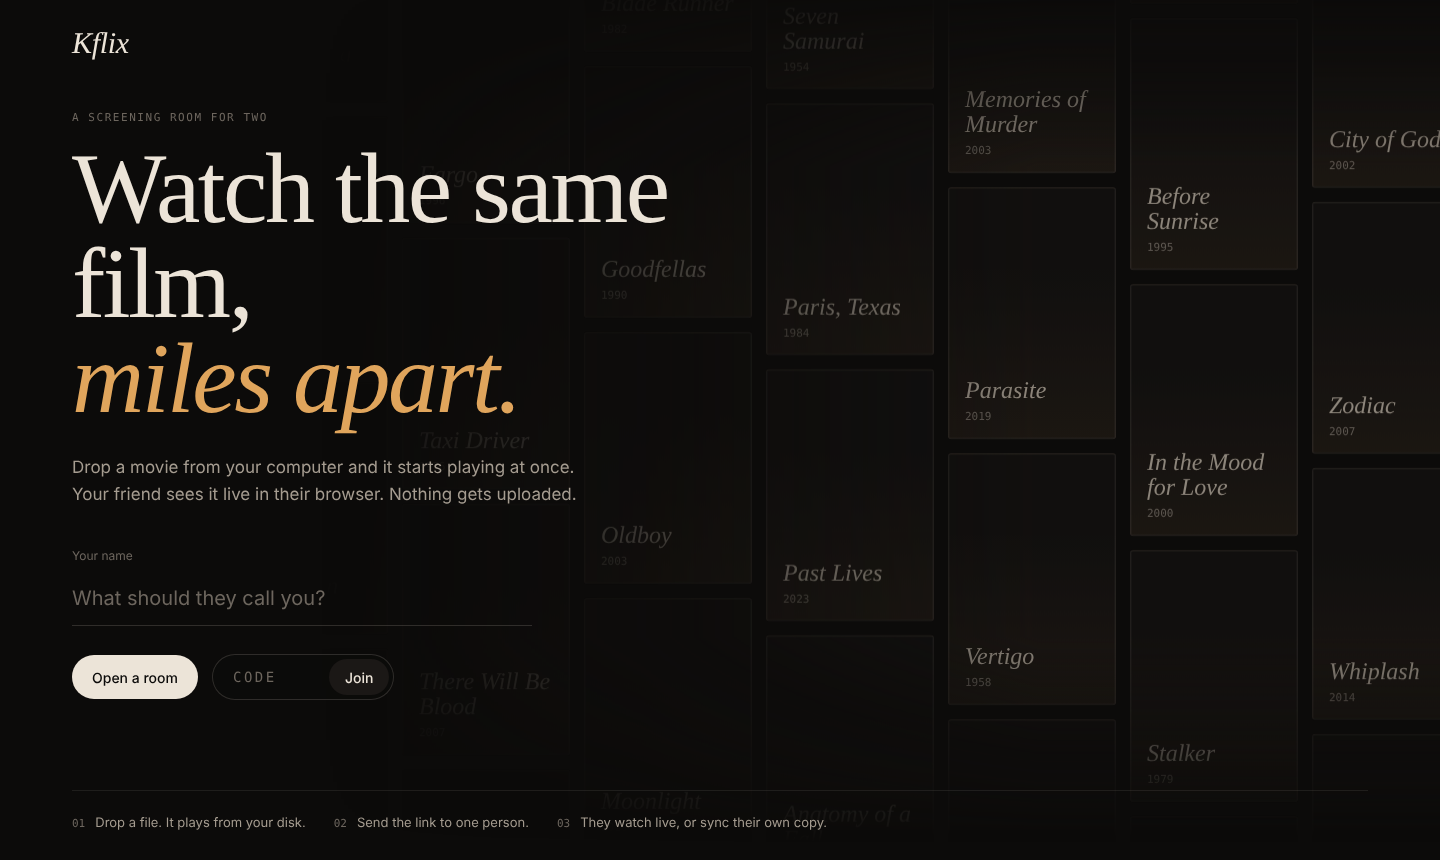 Kflix
A SCREENING ROOM FOR TWO
Watch the same
film,
miles apart.
Drop a movie from your computer and it starts playing at once.
Your friend sees it live in their browser. Nothing gets uploaded.
Your name
What should they call you?
Open a room
CODE
Join
Fargo
Taxi Driver
There Will Be
Blood
Blade Runner
1982
Goodfellas
1990
Oldboy
2003
Moonlight
Seven
Samurai
1954
Paris, Texas
1984
Past Lives
2023
Anatomy of a
Memories of
Murder
2003
Parasite
2019
Vertigo
1958
Before
Sunrise
1995
In the Mood
for Love
2000
Stalker
1979
City of God
2002
Zodiac
2007
Whiplash
2014
01 Drop a file. It plays from your disk.
02 Send the link to one person.
03 They watch live, or sync their own copy.